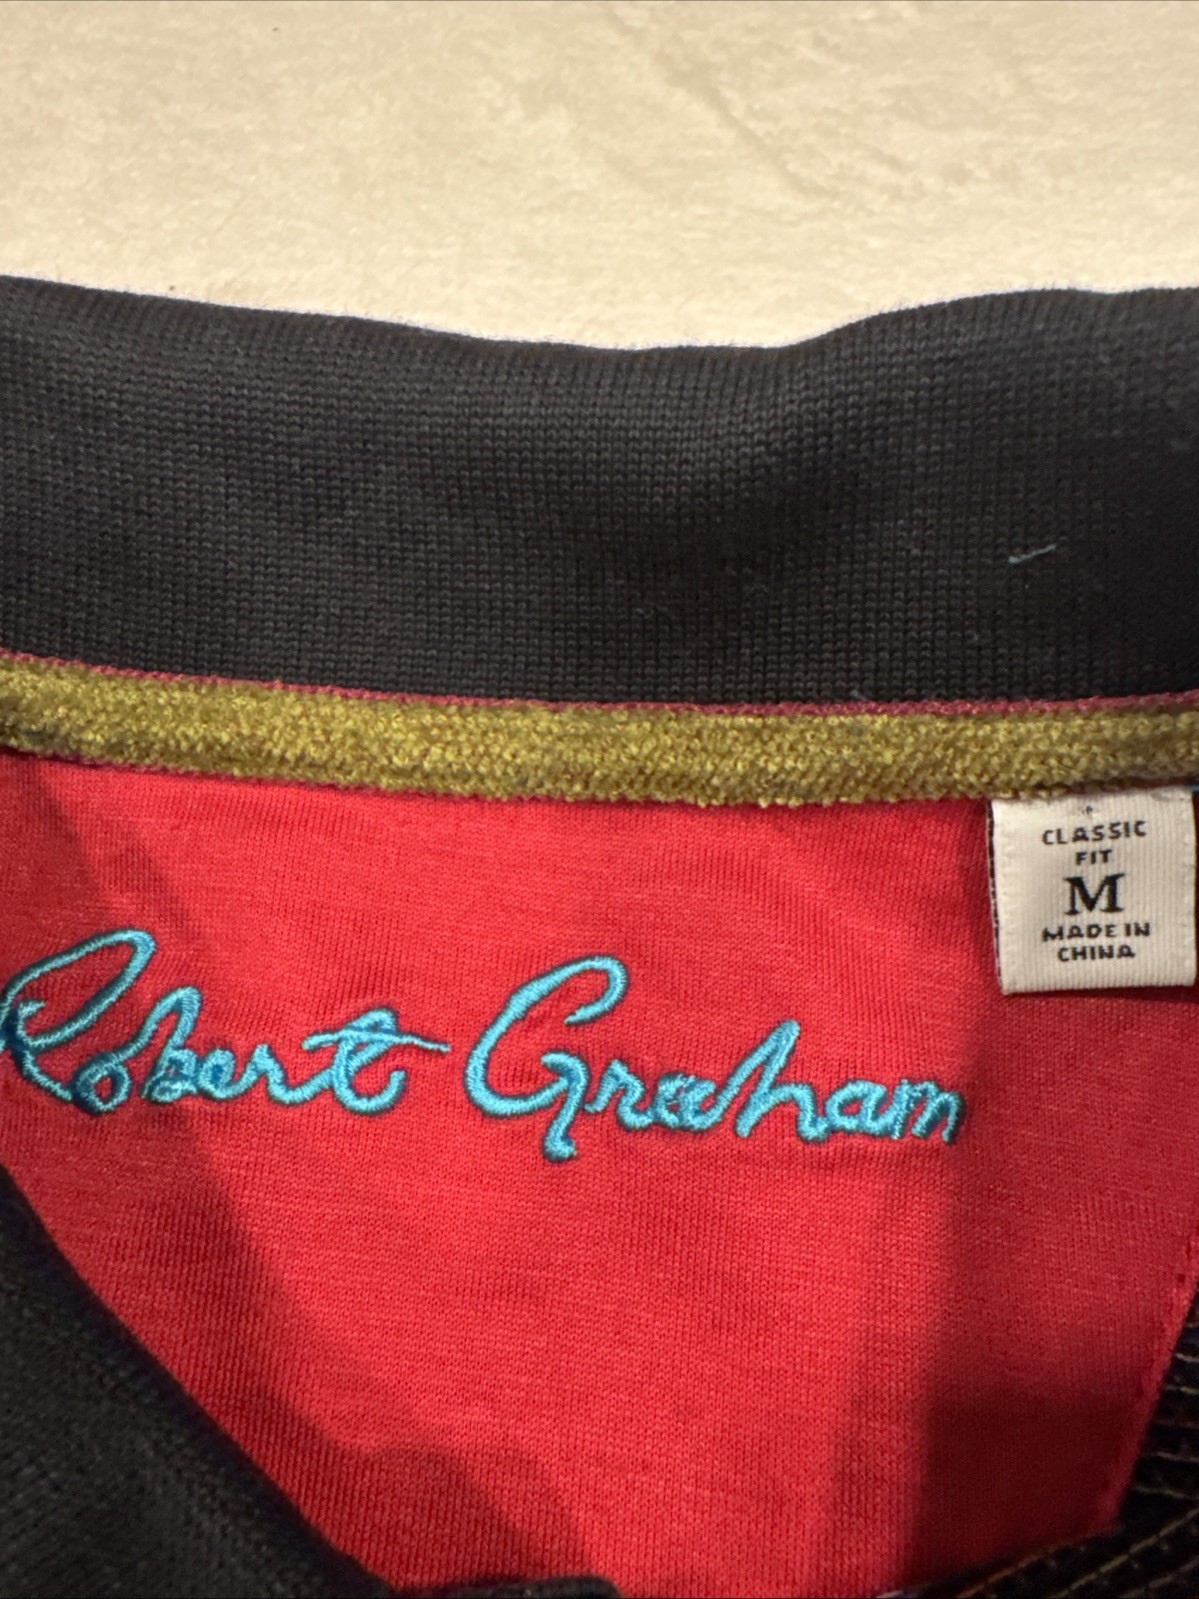 CLASSIC
FIT
M
MADE IN
CHINA
Robert Graham